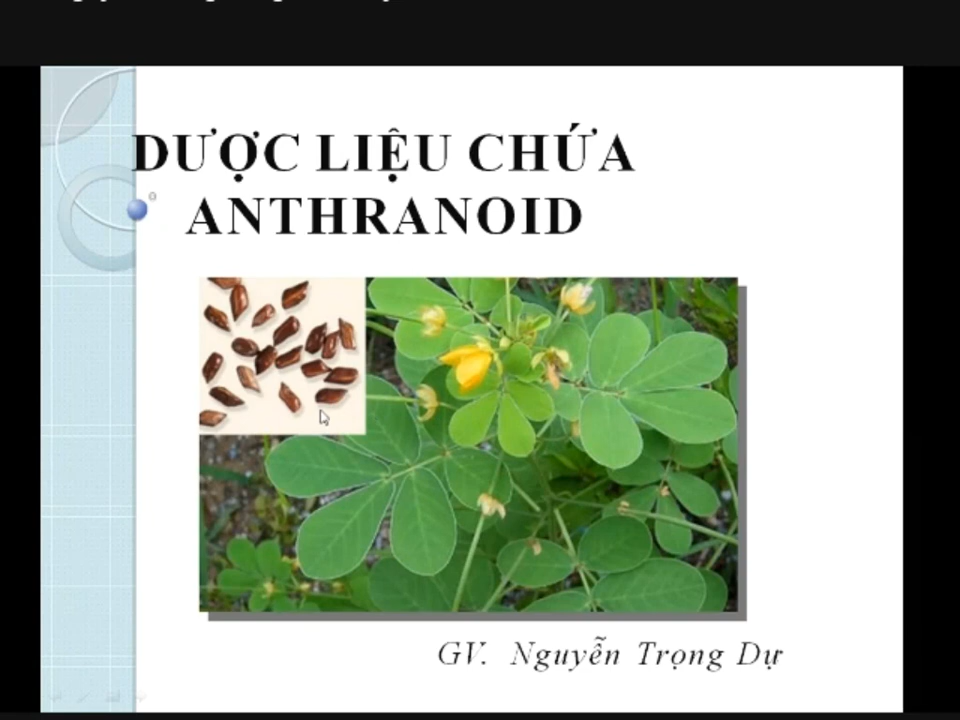 DƯỢC LIỆU CHỨA
ANTHRANOID
GV. Nguyễn Trọng Dự